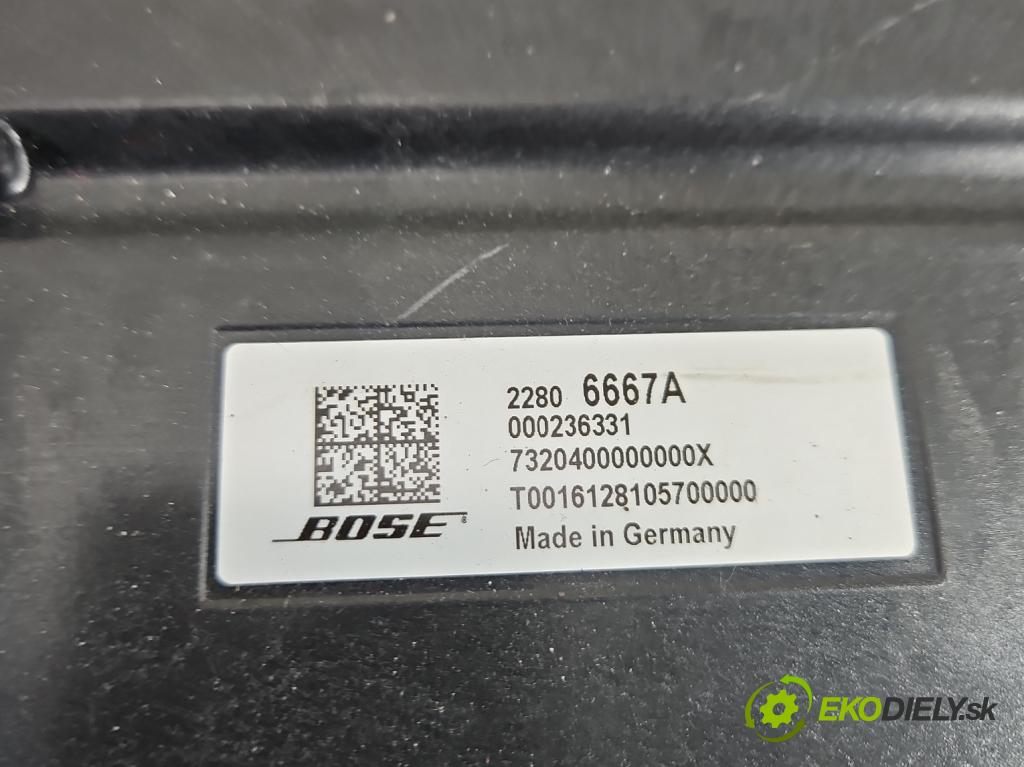 2280 6667A
000236331
7320400000000X
T0016128105700000
BOSE®
Made in Germany
EKODIELY.sk